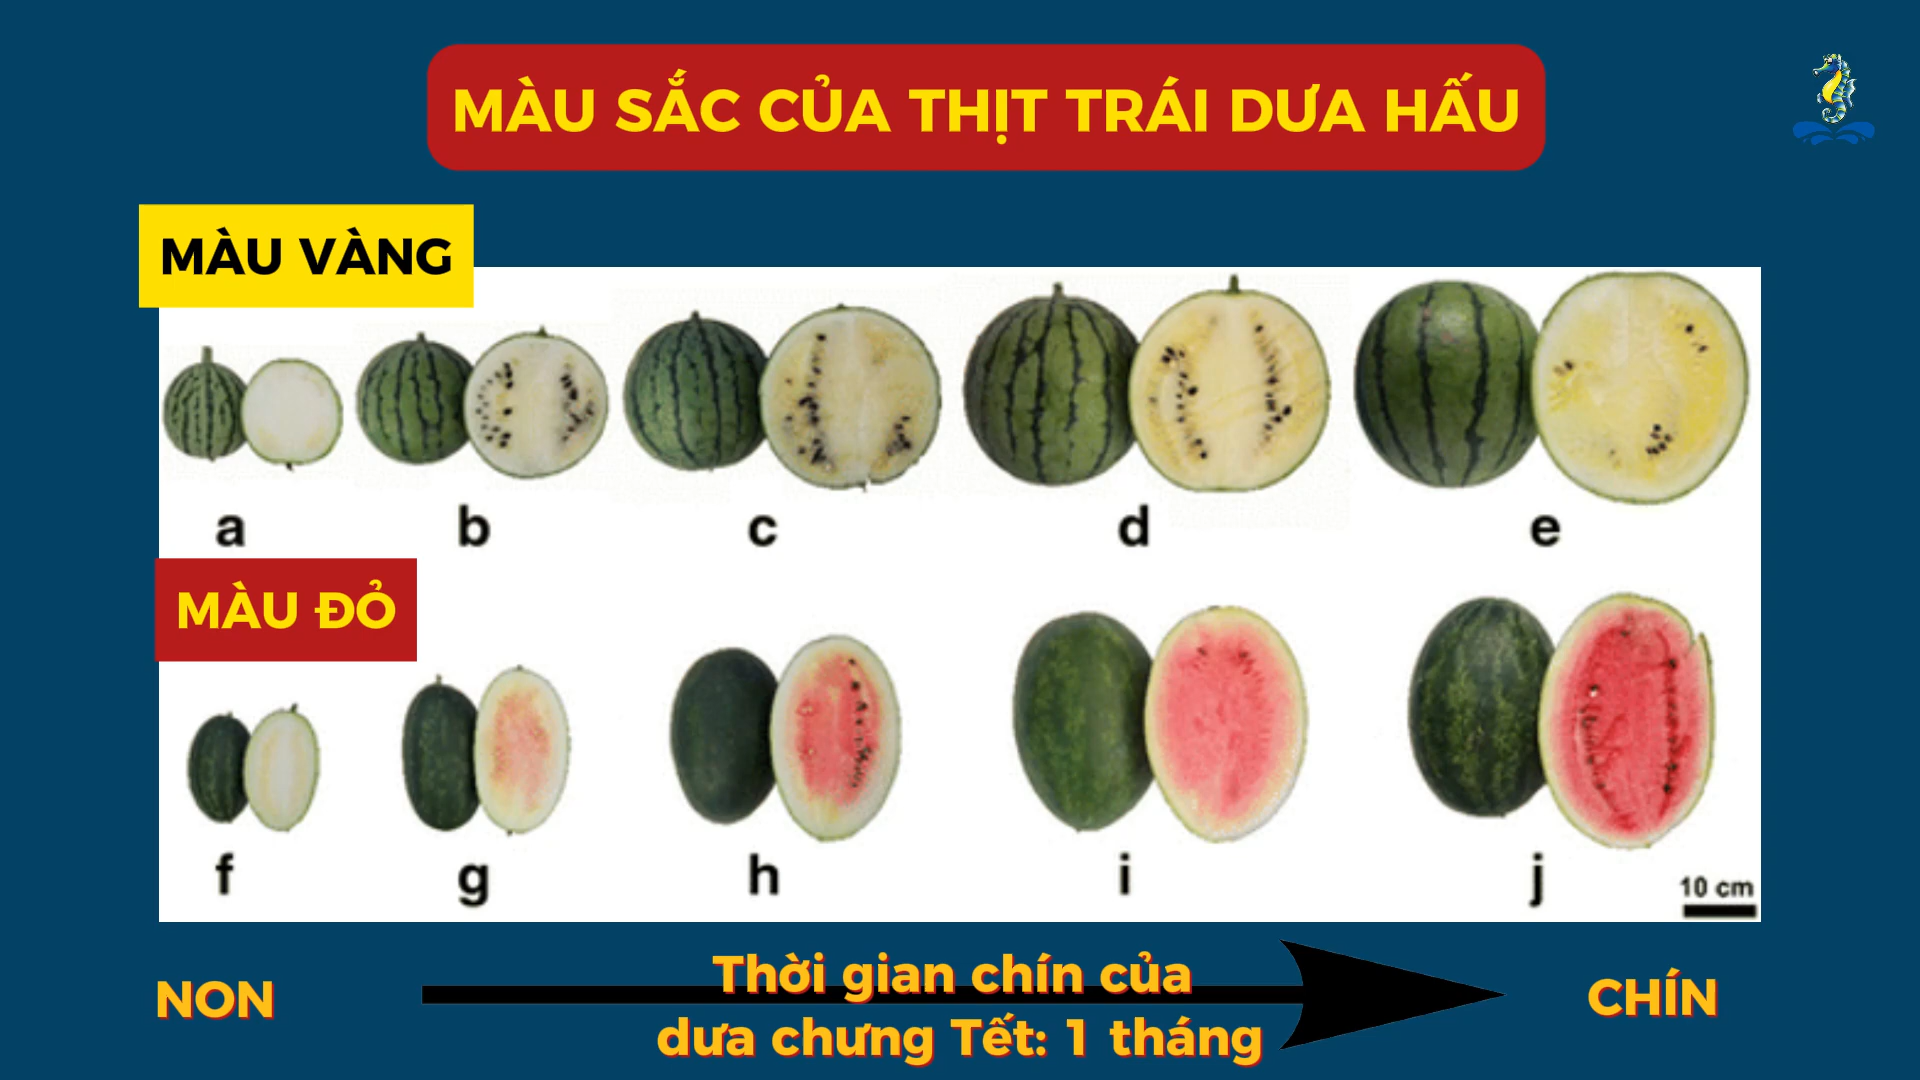 MÀU SẮC CỦA THỊT TRÁI DƯA HẤU
MÀU VÀNG
a b c d e
MÀU ĐỎ
f g h i j
10 cm
NON
Thời gian chín của
dưa chưng Tết: 1 tháng
CHÍN